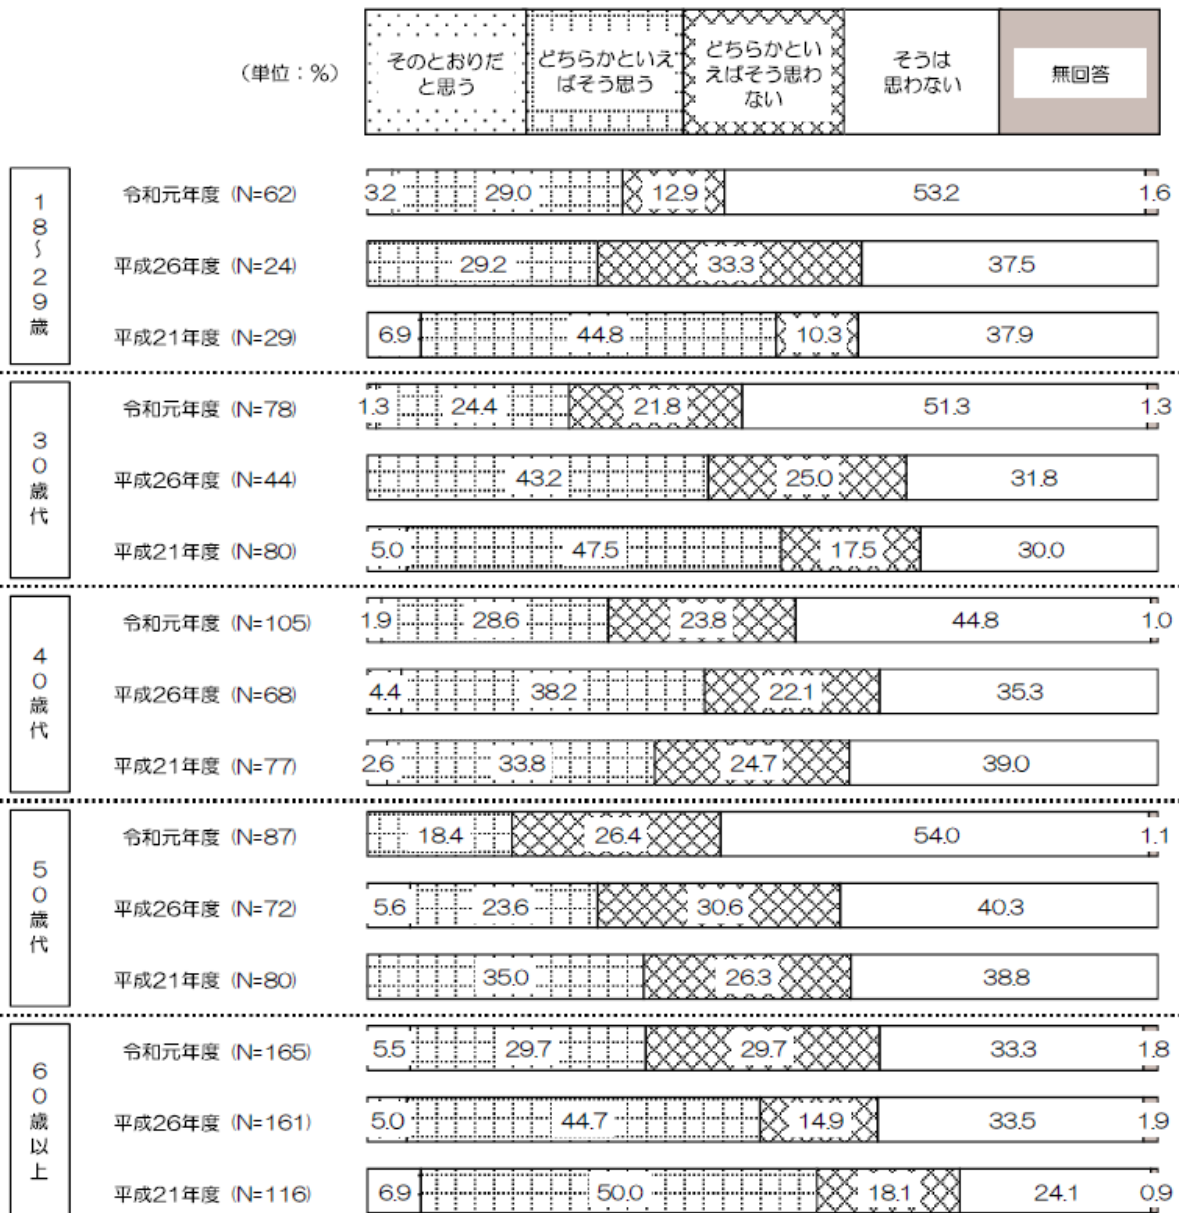 (単位：%)
そのとおりだ
と思う
どちらかといえ
ばそう思う
どちらかとい
えばそう思わ
ない
そうは
思わない
無回答
18～29歳
令和元年度 (N=62)
3.2 29.0 12.9 53.2 1.6
平成26年度 (N=24)
29.2 33.3 37.5
平成21年度 (N=29)
6.9 44.8 10.3 37.9
30歳代
令和元年度 (N=78)
1.3 24.4 21.8 51.3 1.3
平成26年度 (N=44)
43.2 25.0 31.8
平成21年度 (N=80)
5.0 47.5 17.5 30.0
40歳代
令和元年度 (N=105)
1.9 28.6 23.8 44.8 1.0
平成26年度 (N=68)
4.4 38.2 22.1 35.3
平成21年度 (N=77)
2.6 33.8 24.7 39.0
50歳代
令和元年度 (N=87)
18.4 26.4 54.0 1.1
平成26年度 (N=72)
5.6 23.6 30.6 40.3
平成21年度 (N=80)
35.0 26.3 38.8
60歳以上
令和元年度 (N=165)
5.5 29.7 29.7 33.3 1.8
平成26年度 (N=161)
5.0 44.7 14.9 33.5 1.9
平成21年度 (N=116)
6.9 50.0 18.1 24.1 0.9